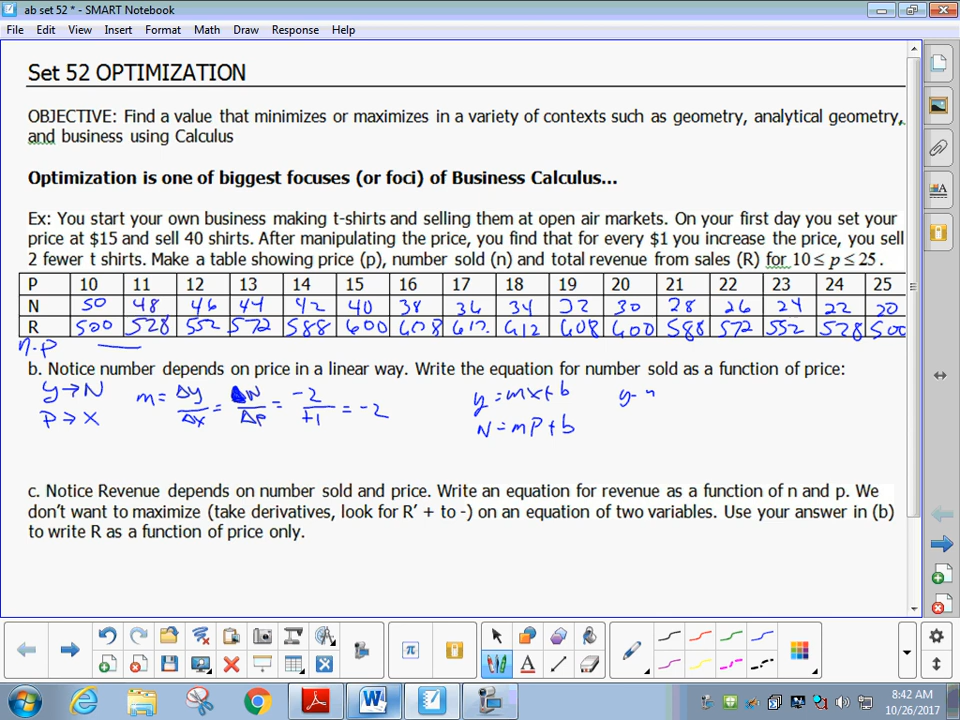 ab set 52 * - SMART Notebook
File Edit View Insert Format Math Draw Response Help
Set 52 OPTIMIZATION
OBJECTIVE: Find a value that minimizes or maximizes in a variety of contexts such as geometry, analytical geometry,
and business using Calculus
Optimization is one of biggest focuses (or foci) of Business Calculus...
Ex: You start your own business making t-shirts and selling them at open air markets. On your first day you set your
price at $15 and sell 40 shirts. After manipulating the price, you find that for every $1 you increase the price, you sell
2 fewer t shirts. Make a table showing price (p), number sold (n) and total revenue from sales (R) for 10 ≤ p ≤ 25.
P 10 11 12 13 14 15 16 17 18 19 20 21 22 23 24 25
N 50 48 46 44 42 40 38 36 34 32 30 28 26 24 22 20
R 500 528 552 572 588 600 608 612 612 608 600 588 572 552 528 500
n·p
b. Notice number depends on price in a linear way. Write the equation for number sold as a function of price:
y → N m = Δy/Δx = ΔN/Δp = -2/+1 = -2 y = mx + b y-
P → X N = mP + b
c. Notice Revenue depends on number sold and price. Write an equation for revenue as a function of n and p. We
don't want to maximize (take derivatives, look for R' + to -) on an equation of two variables. Use your answer in (b)
to write R as a function of price only.
8:42 AM
10/26/2017